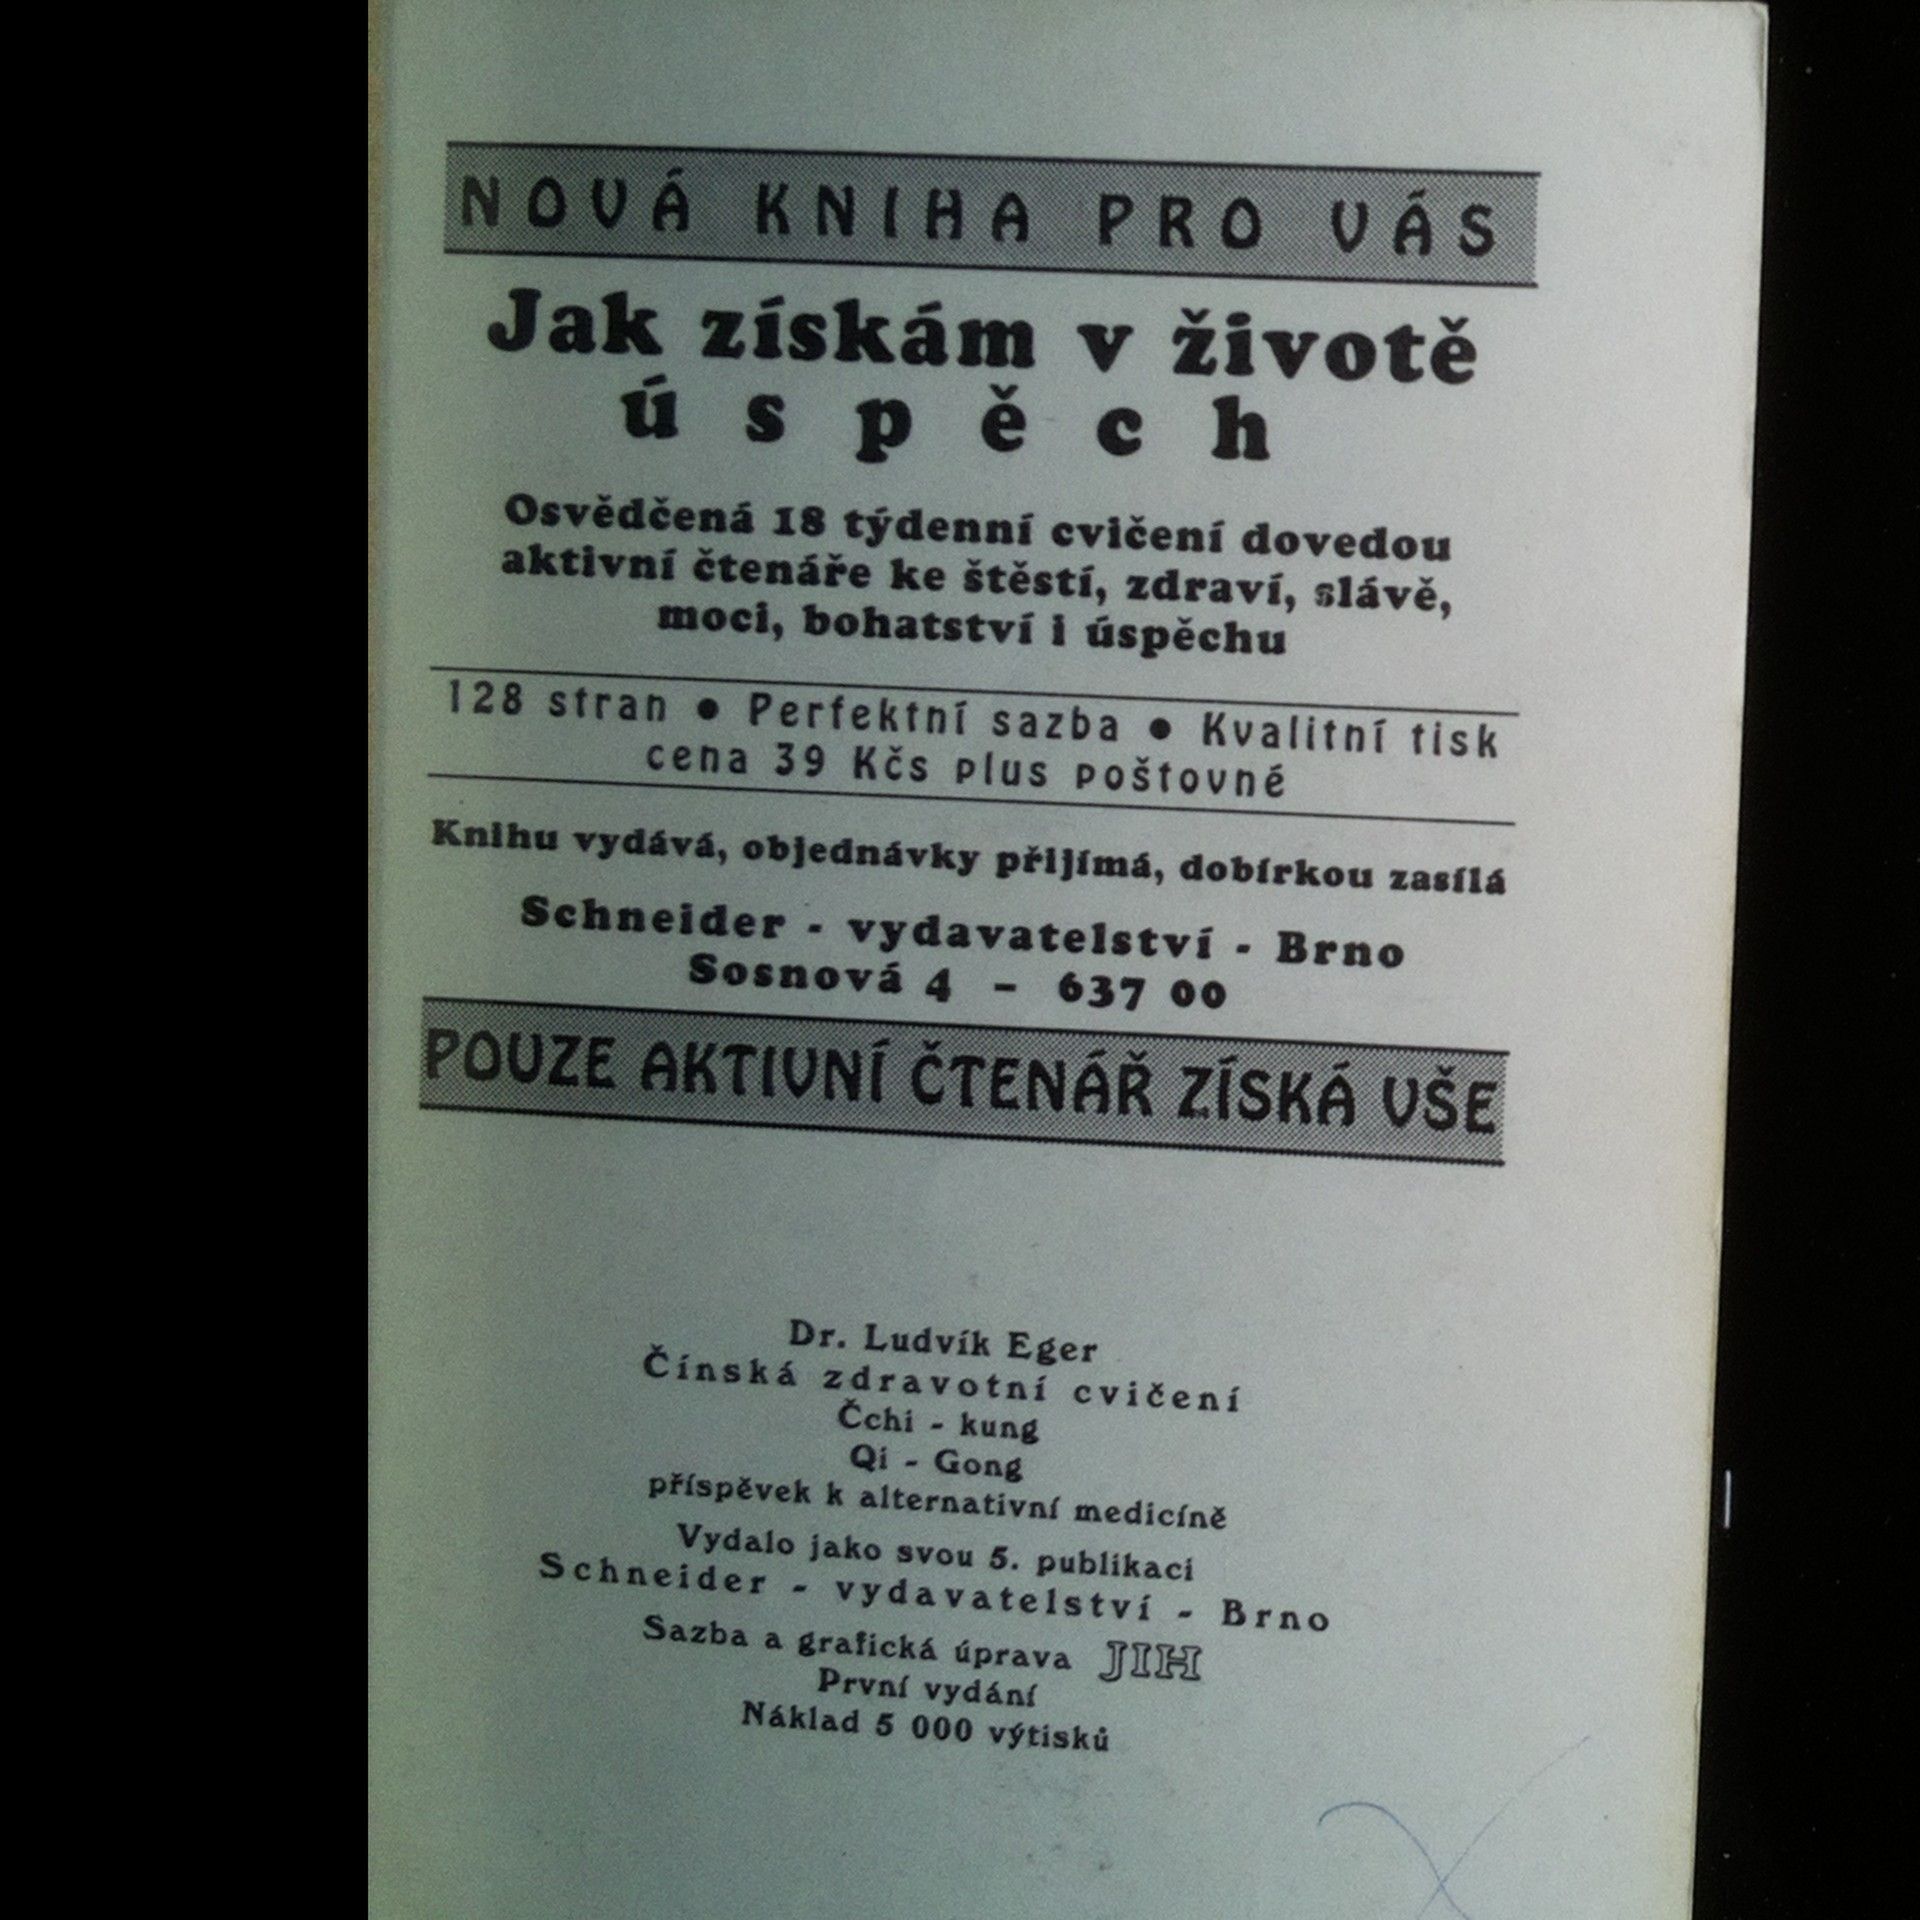 NOVÁ KNIHA PRO VÁS
Jak získám v životě
úspěch
Osvědčená 18 týdenní cvičení dovedou
aktivní čtenáře ke štěstí, zdraví, slávě,
moci, bohatství i úspěchu
128 stran ● Perfektní sazba ● Kvalitní tisk
cena 39 Kčs plus poštovné
Knihu vydává, objednávky přijímá, dobírkou zasílá
Schneider - vydavatelství - Brno
Sosnová 4 – 637 00
POUZE AKTIVNÍ ČTENÁŘ ZÍSKÁ VŠE
Dr. Ludvík Eger
Čínská zdravotní cvičení
Čchi - kung
Qi - Gong
příspěvek k alternativní medicíně
Vydalo jako svou 5. publikaci
Schneider - vydavatelství - Brno
Sazba a grafická úprava JIH
První vydání
Náklad 5 000 výtisků